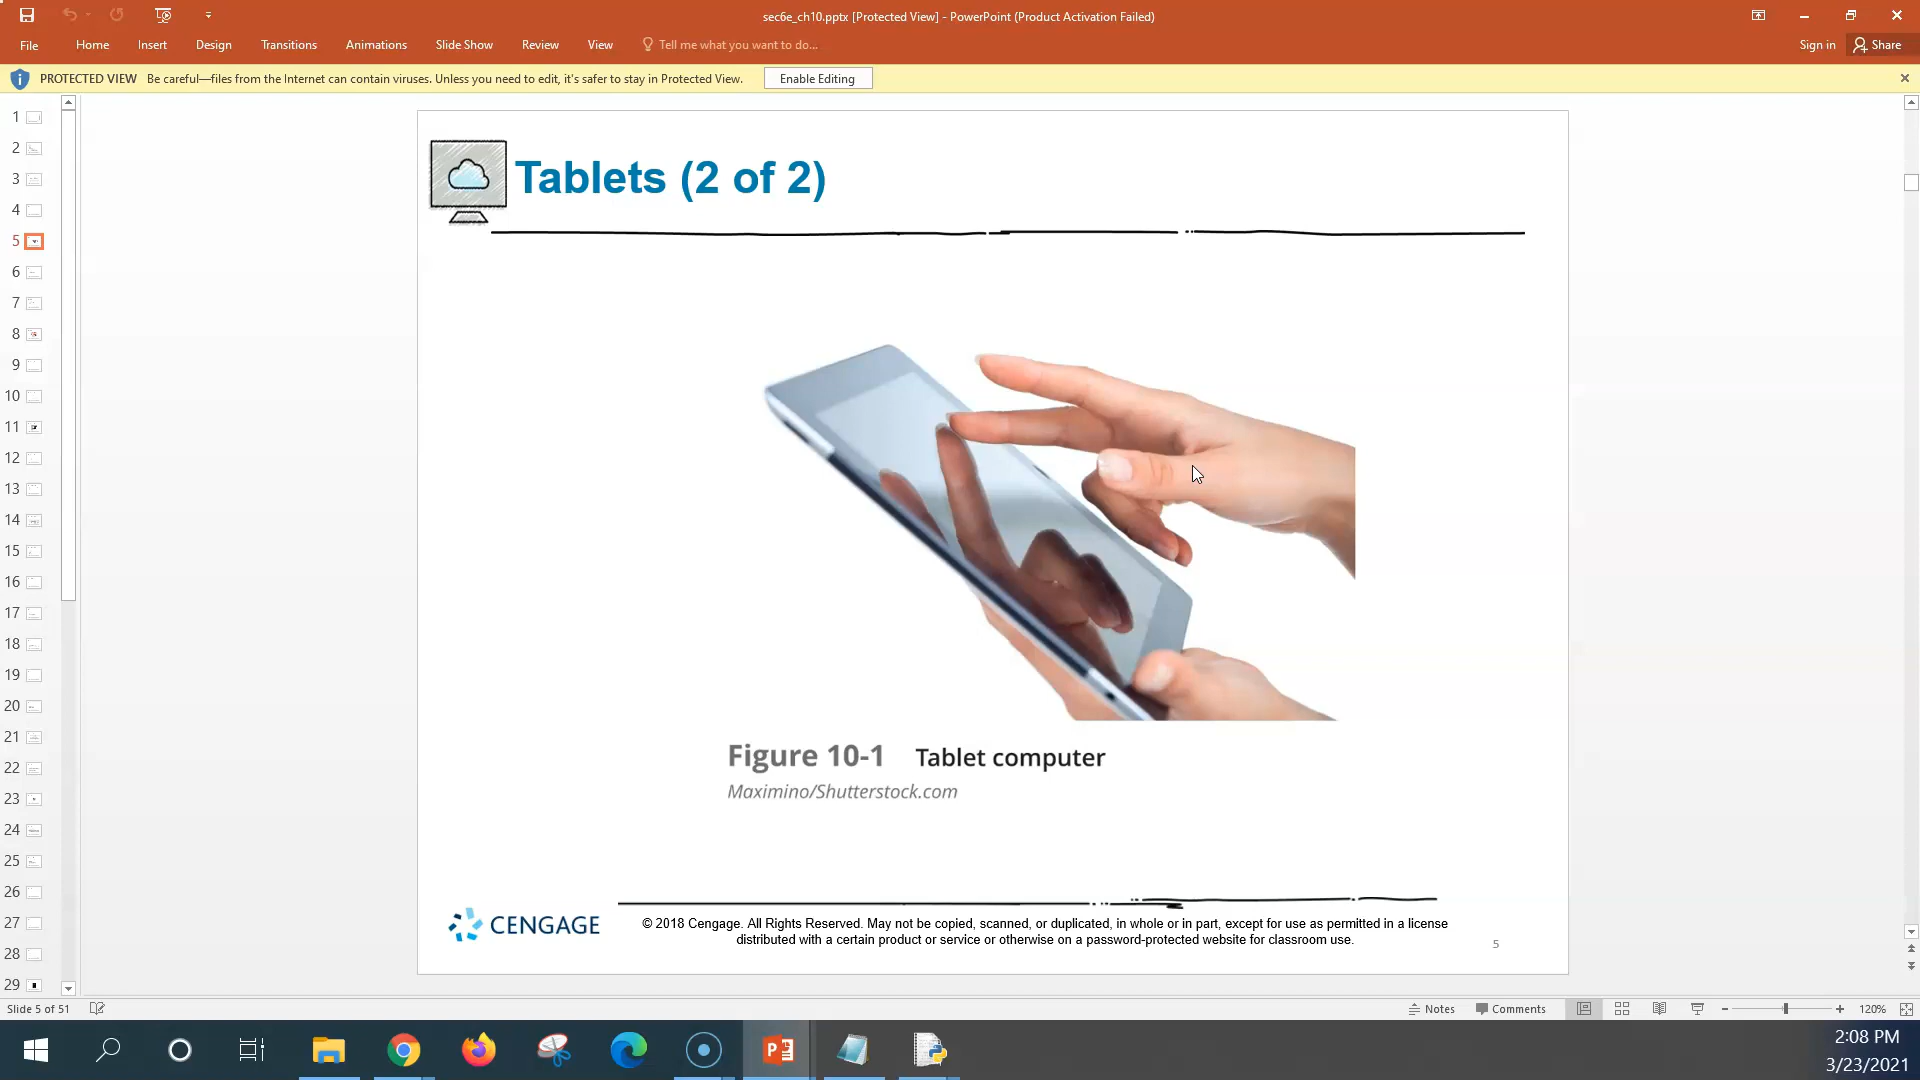 sec6e_ch10.pptx [Protected View] - PowerPoint (Product Activation Failed)
File Home Insert Design Transitions Animations Slide Show Review View Tell me what you want to do... Sign in Share
PROTECTED VIEW Be careful—files from the Internet can contain viruses. Unless you need to edit, it's safer to stay in Protected View. Enable Editing
1
2
3
4
5
6
7
8
9
10
11
12
13
14
15
16
17
18
19
20
21
22
23
24
25
26
27
28
29
Tablets (2 of 2)
Figure 10-1 Tablet computer
Maximino/Shutterstock.com
CENGAGE
© 2018 Cengage. All Rights Reserved. May not be copied, scanned, or duplicated, in whole or in part, except for use as permitted in a license
distributed with a certain product or service or otherwise on a password-protected website for classroom use.
5
Slide 5 of 51 Notes Comments 120%
2:08 PM
3/23/2021